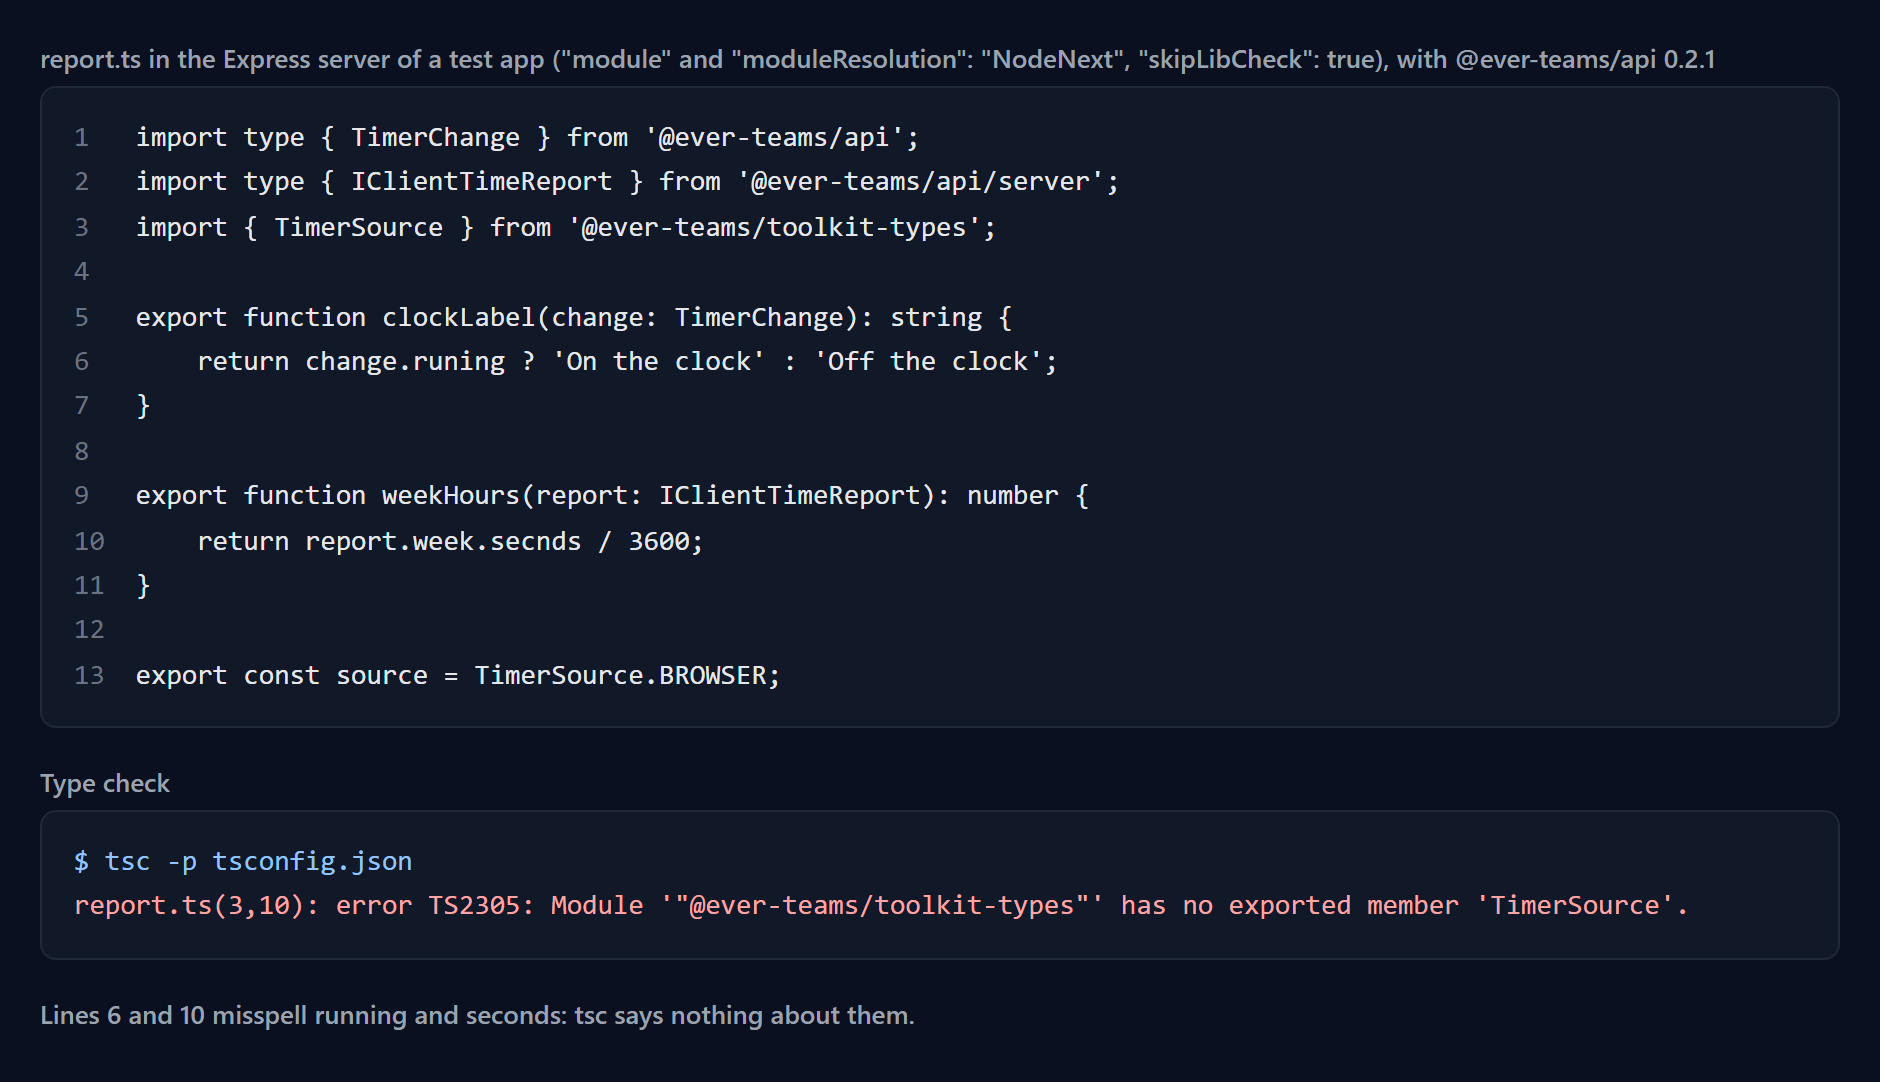 report.ts in the Express server of a test app ("module" and "moduleResolution": "NodeNext", "skipLibCheck": true), with @ever-teams/api 0.2.1
1 import type { TimerChange } from '@ever-teams/api';
2 import type { IClientTimeReport } from '@ever-teams/api/server';
3 import { TimerSource } from '@ever-teams/toolkit-types';
4
5 export function clockLabel(change: TimerChange): string {
6     return change.runing ? 'On the clock' : 'Off the clock';
7 }
8
9 export function weekHours(report: IClientTimeReport): number {
10     return report.week.secnds / 3600;
11 }
12
13 export const source = TimerSource.BROWSER;
Type check
$ tsc -p tsconfig.json
report.ts(3,10): error TS2305: Module '"@ever-teams/toolkit-types"' has no exported member 'TimerSource'.
Lines 6 and 10 misspell running and seconds: tsc says nothing about them.